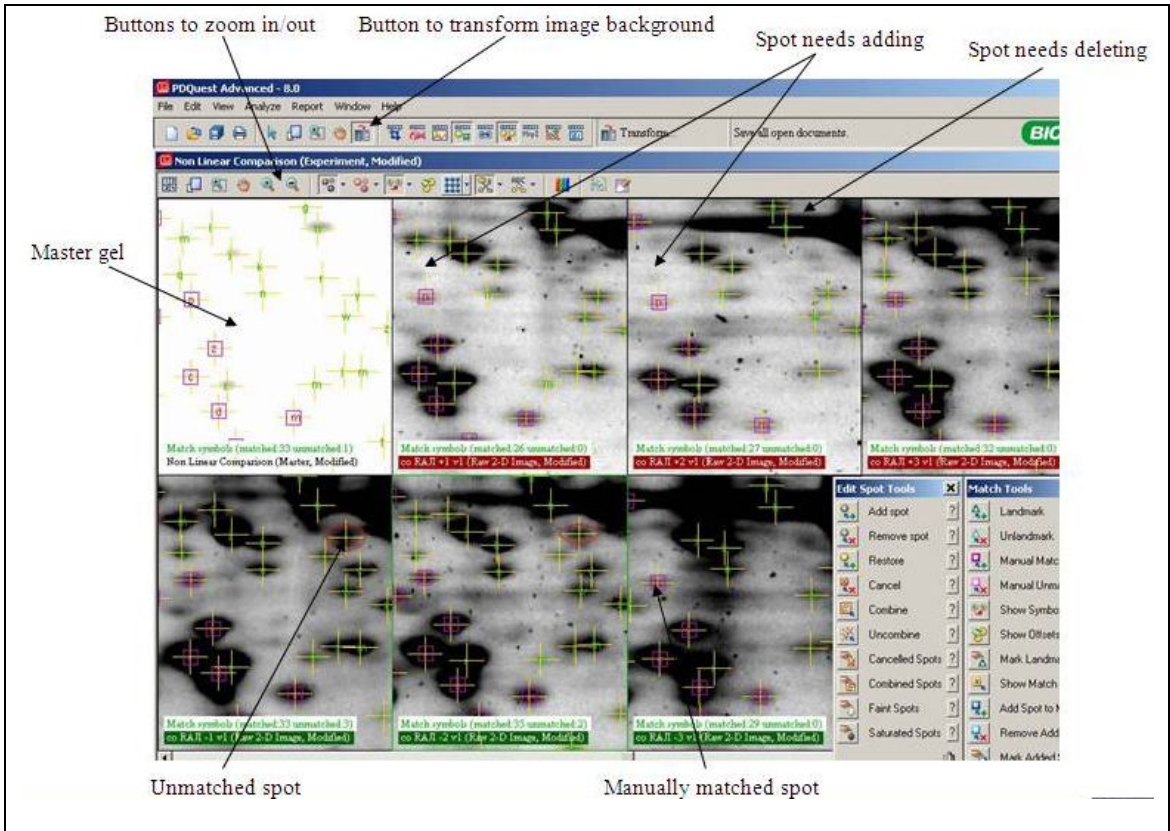 Buttons to zoom in/out
Button to transform image background
Spot needs adding
Spot needs deleting
PDQuest Advanced - 8.0
File Edit View Analyze Report Window Help
Transform...
Save all open documents.
BIO
Non Linear Comparison (Experiment, Modified)
Master gel
Match symbols (matched:33 unmatched:1)
Non Linear Comparison (Master, Modified)
Match symbols (matched:26 unmatched:0)
co RAJI +1 v1 (Raw 2-D Image, Modified)
Match symbols (matched:27 unmatched:0)
co RAJI +2 v1 (Raw 2-D Image, Modified)
Match symbols (matched 32 unmatched:0)
co RAJI +3 v1 (Raw 2-D Image, Modified)
Match symbols (matched:33 unmatched:3)
co RAJI -1 v1 (Raw 2-D Image, Modified)
Match symbols (matched:35 unmatched:2)
co RAJI -2 v1 (Raw 2-D Image, Modified)
Match symbols (matched:29 unmatched:0)
co RAJI -3 v1 (Raw 2-D Image, Modified)
Edit Spot Tools
Add spot ?
Remove spot ?
Restore ?
Cancel ?
Combine ?
Uncombine ?
Cancelled Spots ?
Combined Spots ?
Faint Spots ?
Saturated Spots ?
Match Tools
Landmark
Unlandmark
Manual Matc
Manual Unma
Show Symbo
Show Offsets
Mark Landma
Show Match
Add Spot to M
Remove Add
Mark Added S
Unmatched spot
Manually matched spot